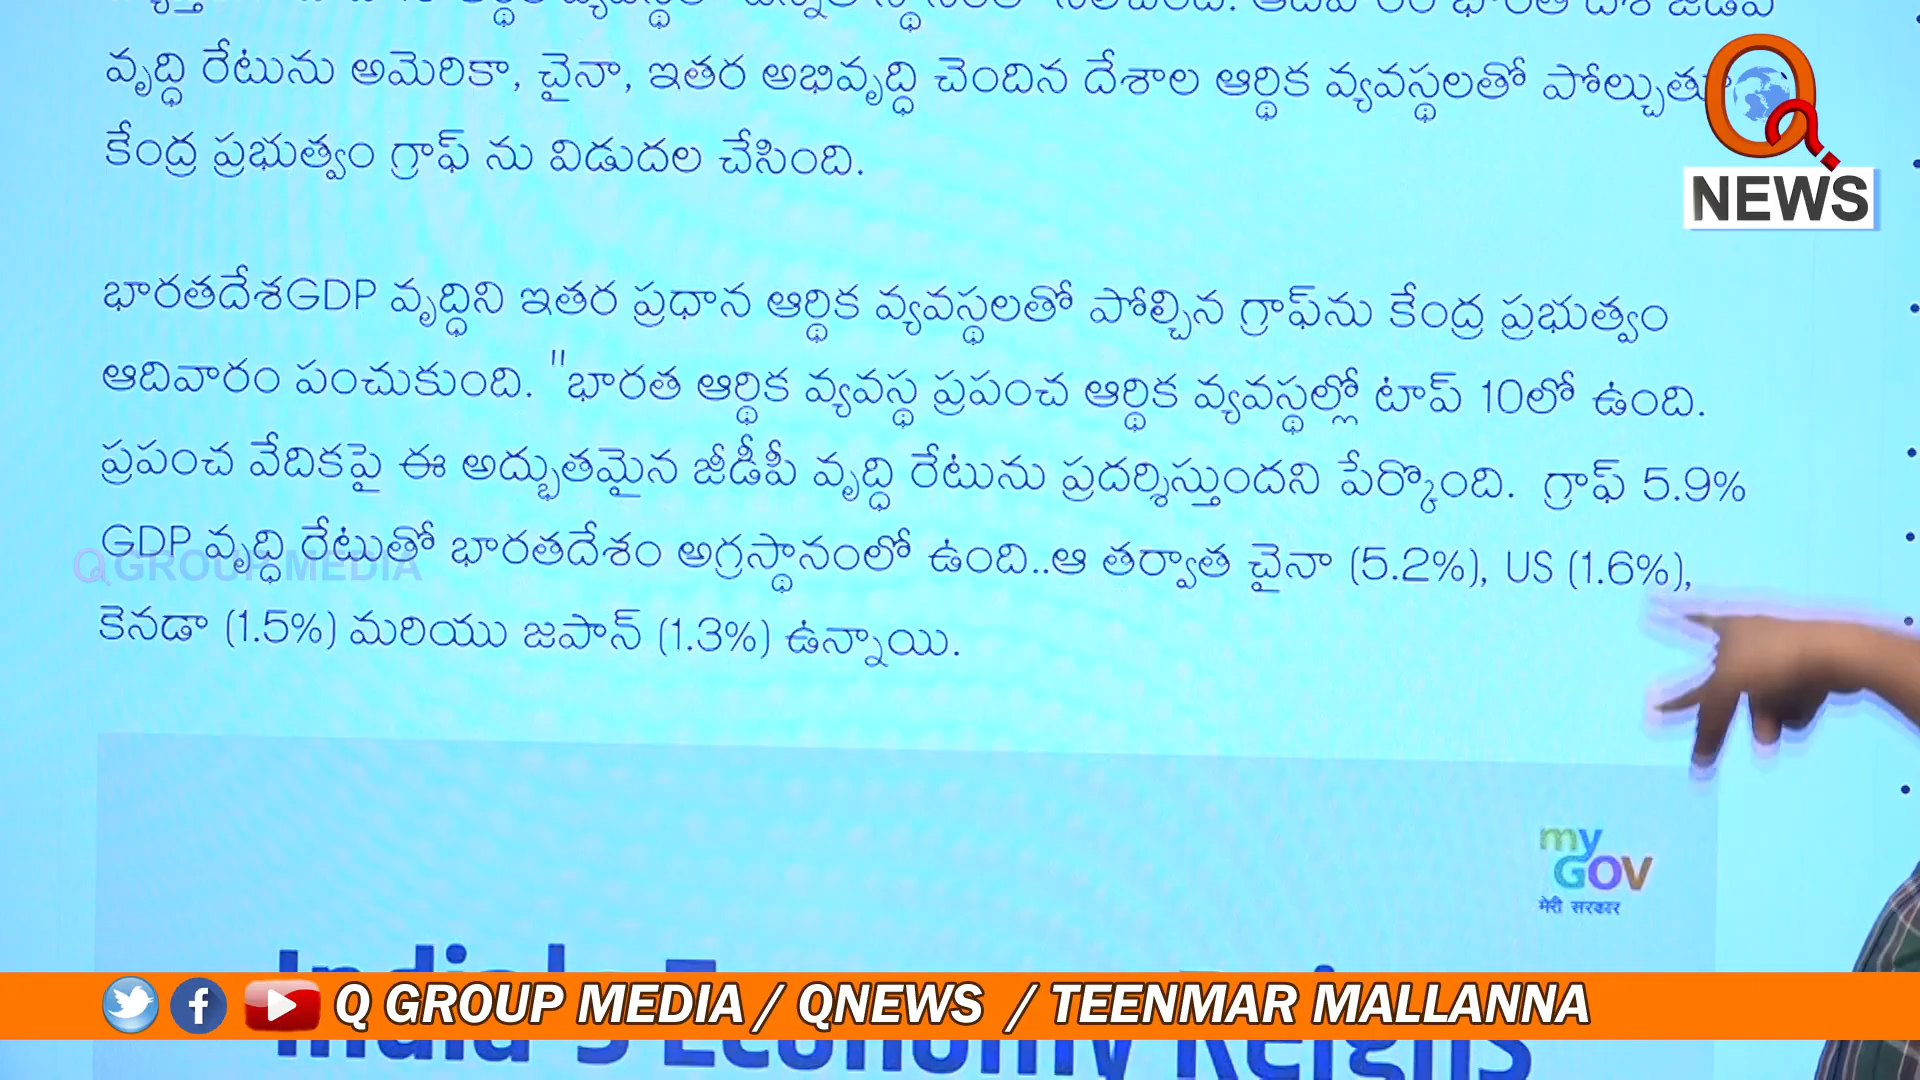 వృద్ధి రేటును అమెరికా, చైనా, ఇతర అభివృద్ధి చెందిన దేశాల ఆర్థిక వ్యవస్థలతో పోల్చుతూ
కేంద్ర ప్రభుత్వం గ్రాఫ్ ను విడుదల చేసింది.
భారతదేశGDP వృద్ధిని ఇతర ప్రధాన ఆర్థిక వ్యవస్థలతో పోల్చిన గ్రాఫ్‌ను కేంద్ర ప్రభుత్వం
ఆదివారం పంచుకుంది. "భారత ఆర్థిక వ్యవస్థ ప్రపంచ ఆర్థిక వ్యవస్థల్లో టాప్ 10లో ఉంది.
ప్రపంచ వేదికపై ఈ అద్భుతమైన జీడీపీ వృద్ధి రేటును ప్రదర్శిస్తుందని పేర్కొంది. గ్రాఫ్ 5.9%
GDP వృద్ధి రేటుతో భారతదేశం అగ్రస్థానంలో ఉంది..ఆ తర్వాత చైనా (5.2%), US (1.6%),
కెనడా (1.5%) మరియు జపాన్ (1.3%) ఉన్నాయి.
Q GROUP MEDIA
Q
NEWS
my
GOV
मेरी सरकार
India's Economy Reigns
Q GROUP MEDIA / QNEWS / TEENMAR MALLANNA